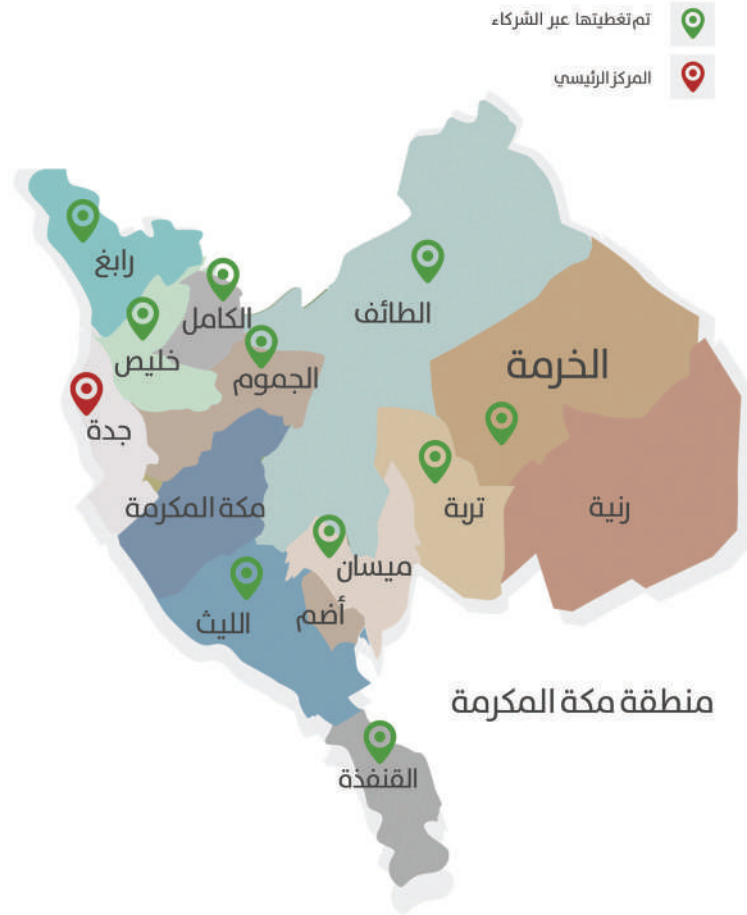 تم تغطيتها عبر الشركاء
المركز الرئيسي
رابغ
الكامل
الطائف
خليص
الجموم
الخرمة
جدة
مكة المكرمة
تربة
رنية
ميسان
أضم
الليث
منطقة مكة المكرمة
القنفذة